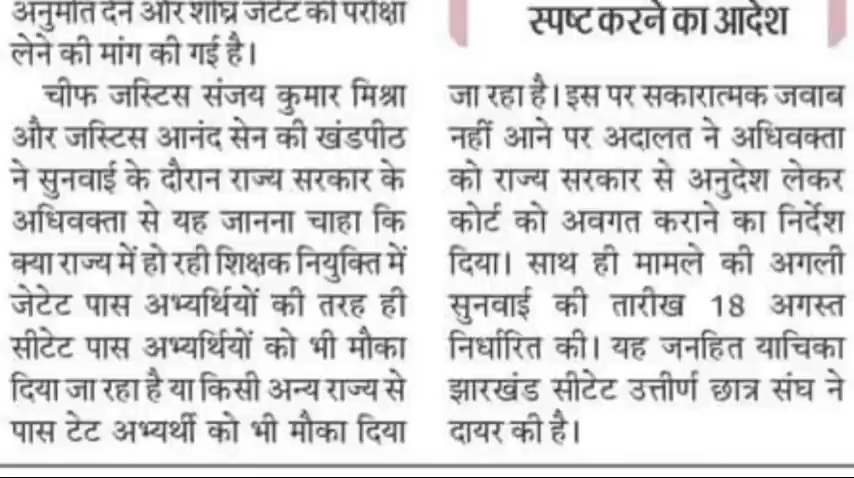 अनुमति देने और शीघ्र जेटेट की परीक्षा
लेने की मांग की गई है।
चीफ जस्टिस संजय कुमार मिश्रा
और जस्टिस आनंद सेन की खंडपीठ
ने सुनवाई के दौरान राज्य सरकार के
अधिवक्ता से यह जानना चाहा कि
क्या राज्य में हो रही शिक्षक नियुक्ति में
जेटेट पास अभ्यर्थियों की तरह ही
सीटेट पास अभ्यर्थियों को भी मौका
दिया जा रहा है या किसी अन्य राज्य से
पास टेट अभ्यर्थी को भी मौका दिया
स्पष्ट करने का आदेश
जा रहा है। इस पर सकारात्मक जवाब
नहीं आने पर अदालत ने अधिवक्ता
को राज्य सरकार से अनुदेश लेकर
कोर्ट को अवगत कराने का निर्देश
दिया। साथ ही मामले की अगली
सुनवाई की तारीख 18 अगस्त
निर्धारित की। यह जनहित याचिका
झारखंड सीटेट उत्तीर्ण छात्र संघ ने
दायर की है।